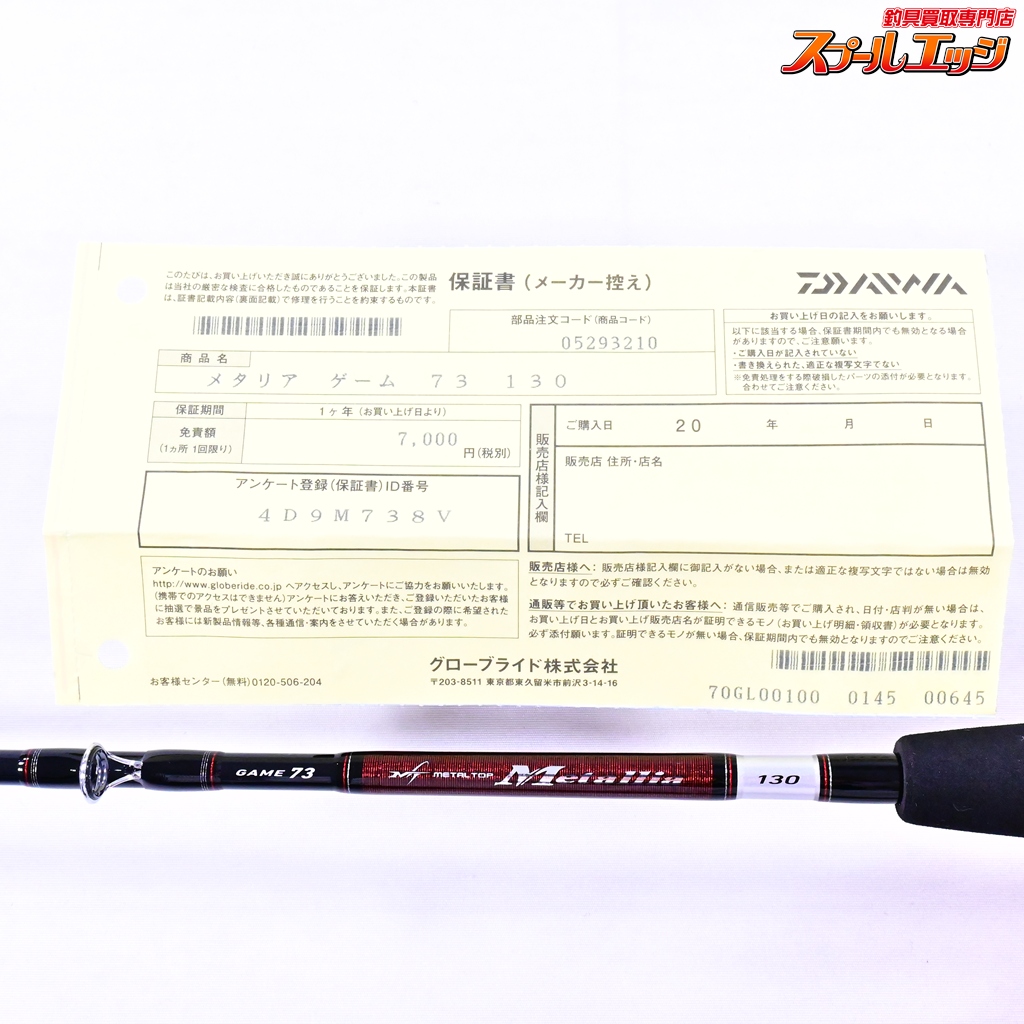 釣具買取専門店
スプールエッジ
このたびは、お買い上げいただき誠にありがとうございました。この製品
は当社の厳密な検査に合格したものであることを保証します。本証書
は、証書記載内容(裏面記載)で修理を行うことを約束するものです。
保証書(メーカー控え)
DAIWA
部品注文コード(商品コード)
05293210
商品名
メタリア ゲーム 73 130
お買い上げ日の記入をお願いします。
以下に該当する場合、保証書期間内でも無効となる場合
がありますので、ご注意願います。
・ご購入日が記入されていない
・書き換えられた、適正な複写文字でない
※免責処理をする際破損したパーツの添付が必要となります。
合わせてご注意ください。
保証期間 1ヶ年(お買い上げ日より)
免責額
(1ヵ所 1回限り)
7,000
円(税別)
アンケート登録(保証書)ID番号
4D9M738V
販売店様記入欄
ご購入日 20 年 月 日
販売店 住所・店名
TEL
アンケートのお願い
http://www.globeride.co.jp へアクセスし、アンケートにご協力をお願いいたします。
(携帯でのアクセスはできません)アンケートにお答えいただき、ご登録いただいたお客様
に抽選で景品をプレゼントさせていただいております。また、ご登録の際に希望された
お客様には新製品情報等、各種通信・案内をさせていただく場合があります。
販売店様へ:販売店様記入欄に御記入がない場合、または適正な複写文字ではない場合は無効
となりますので必ずご確認ください。
通販等でお買い上げ頂いたお客様へ:通信販売等でご購入され、日付・店判が無い場合は、
お買い上げ日とお買い上げ販売店名が証明できるモノ(お買い上げ明細・領収書)が必要となります。
必ず添付願います。証明できるモノが無い場合、保証期間内でも無効となりますのでご注意ください。
グローブライド株式会社
お客様センター(無料)0120-506-204
〒203-8511 東京都東久留米市前沢3-14-16
70GL00100 0145 00645
GAME 73
MT METAL TOP
Metallia
130